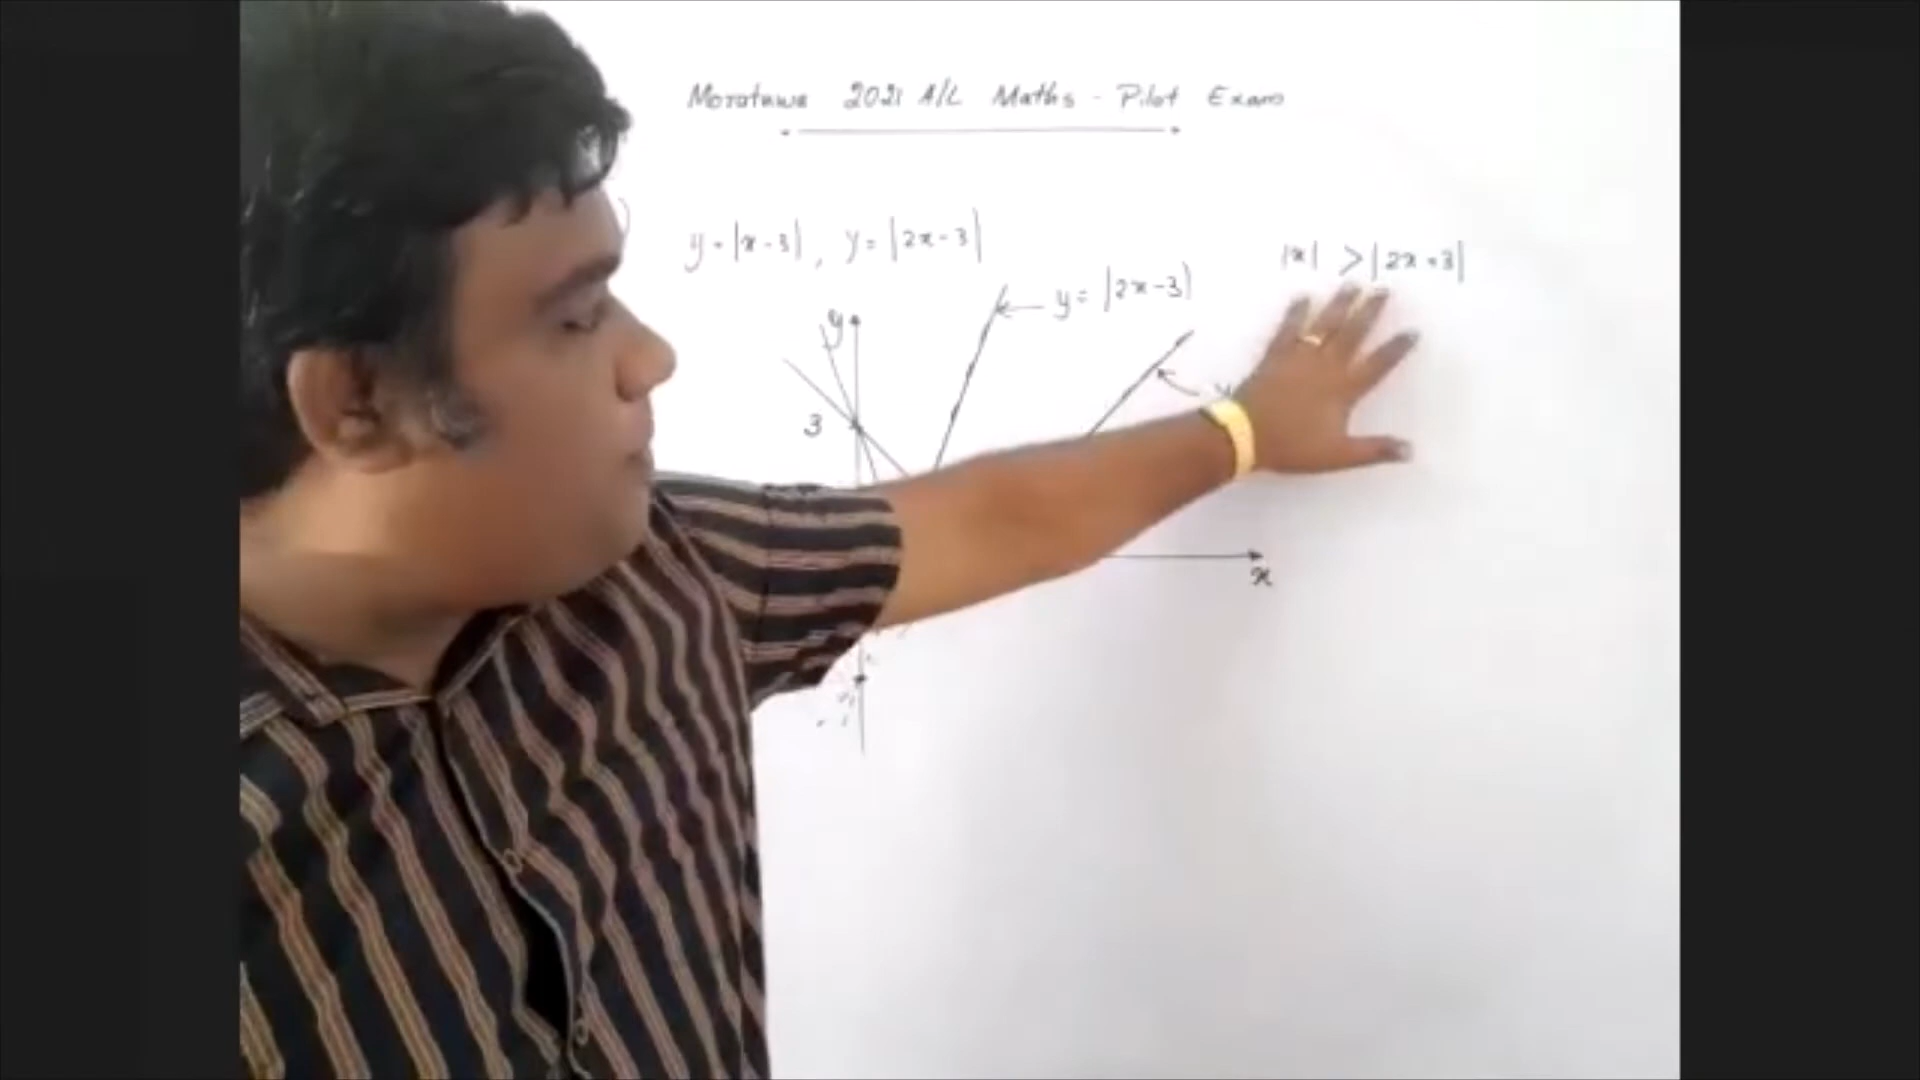 Moratuwa 2021 A/L Maths - Pilot Exam
y = |x - 3| , y = |2x - 3|
|x| > |2x + 3|
y = |2x - 3|
y
y
3
x